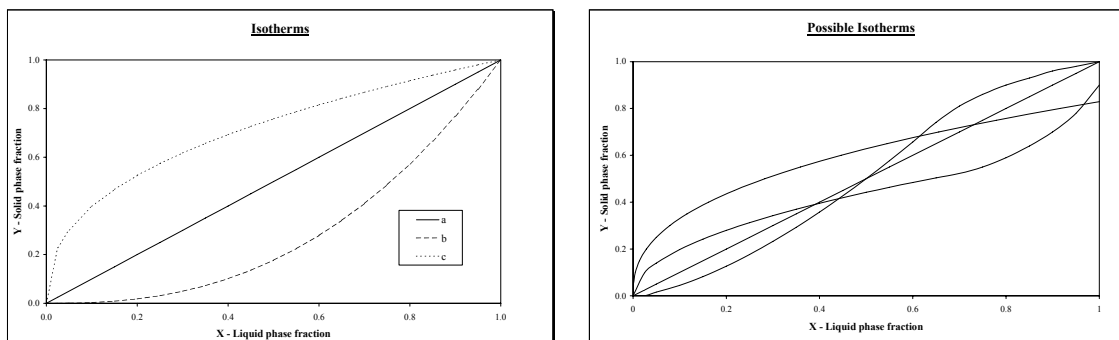 Isotherms
1.0
0.8
0.6
0.4
0.2
0.0
0.0 0.2 0.4 0.6 0.8 1.0
Y - Solid phase fraction
X - Liquid phase fraction
a
b
c
Possible Isotherms
1.0
0.8
0.6
0.4
0.2
0.0
0 0.2 0.4 0.6 0.8 1
Y - Solid phase fraction
X - Liquid phase fraction